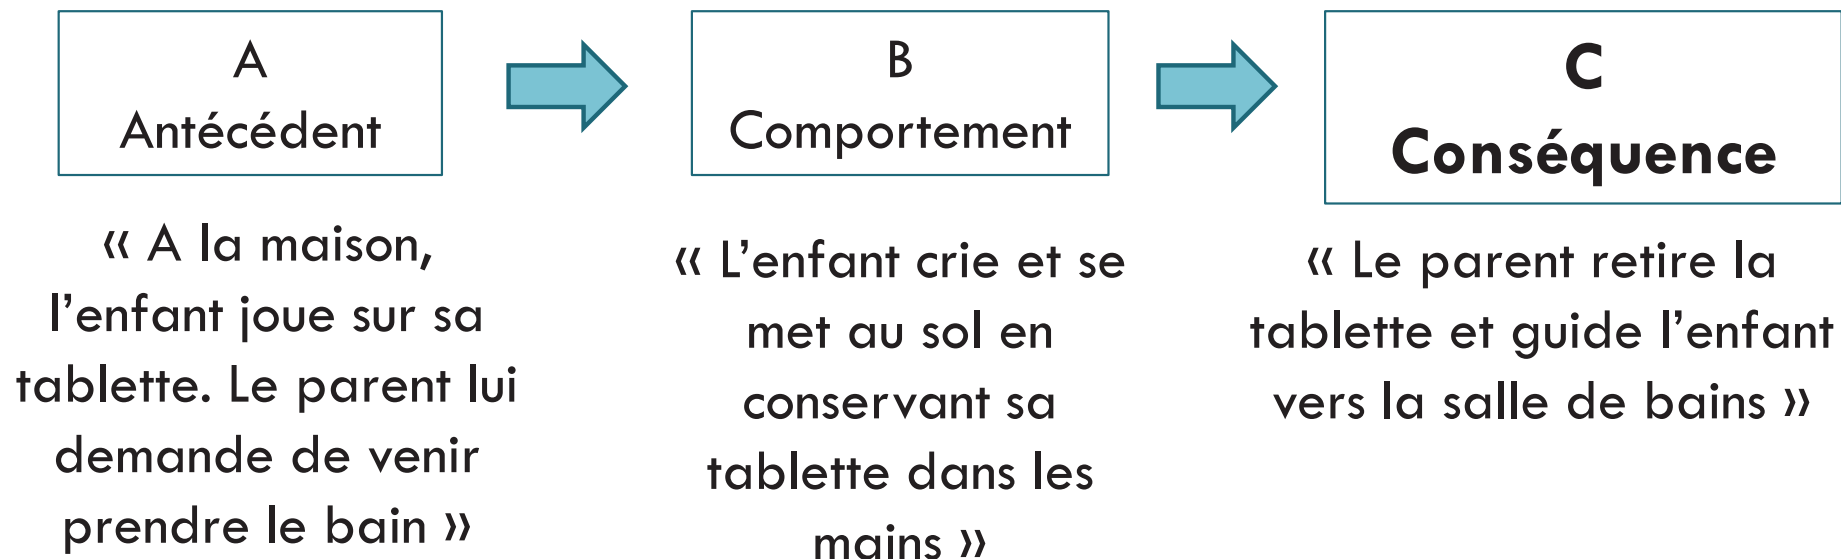 A
Antécédent
« A la maison,
l’enfant joue sur sa
tablette. Le parent lui
demande de venir
prendre le bain »
B
Comportement
« L’enfant crie et se
met au sol en
conservant sa
tablette dans les
mains »
C
Conséquence
« Le parent retire la
tablette et guide l’enfant
vers la salle de bains »